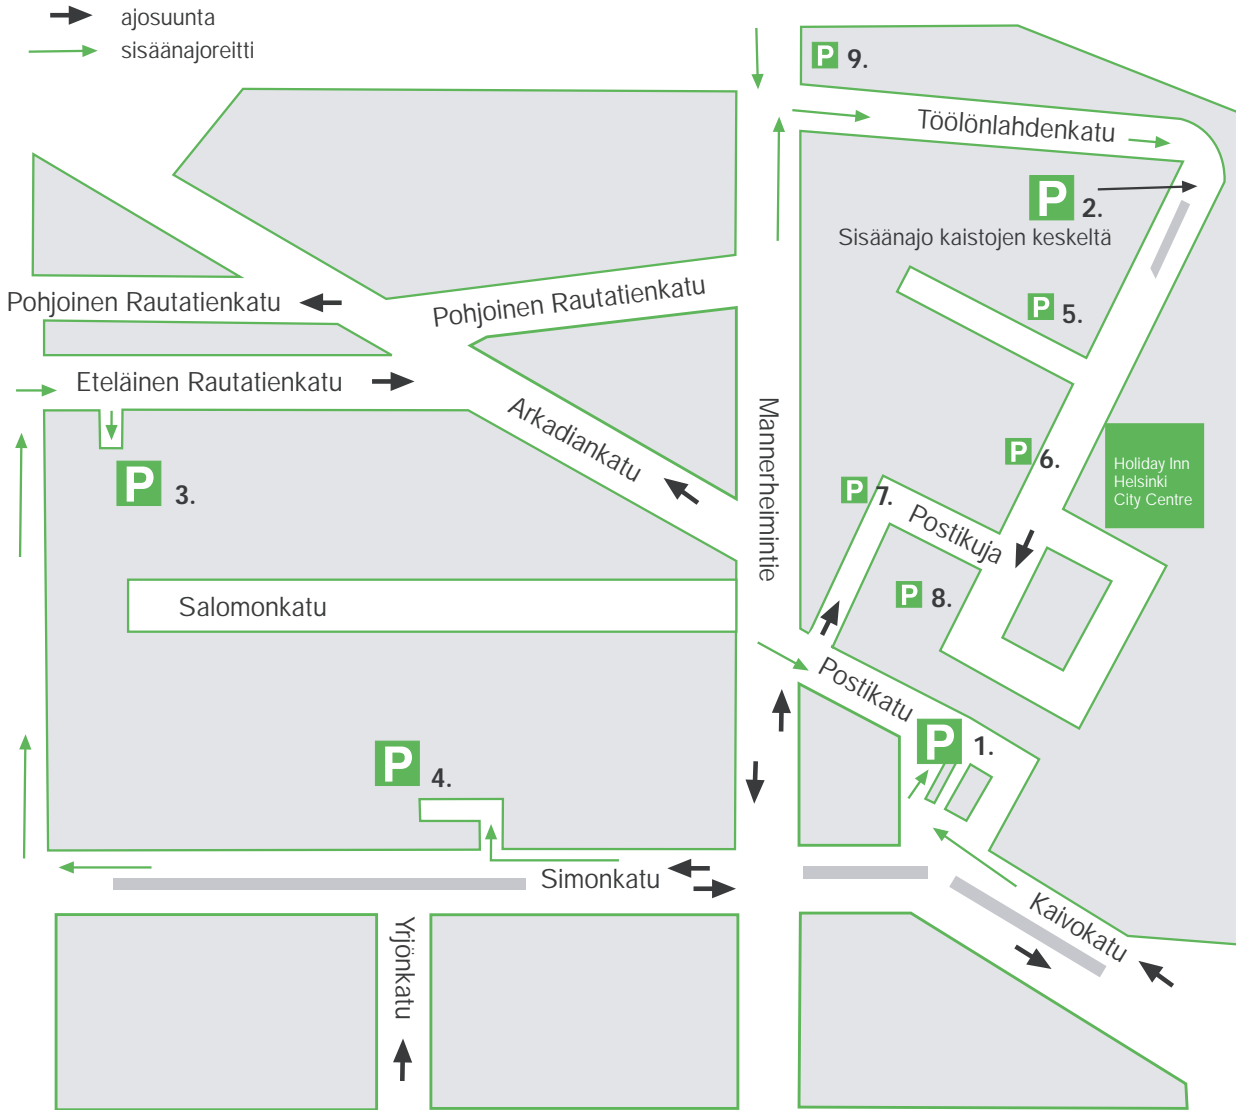 ajosuunta
sisäänajoreitti
P 9.
Töölönlahdenkatu
P 2.
Sisäänajo kaistojen keskeltä
Pohjoinen Rautatienkatu
Pohjoinen Rautatienkatu
P 5.
Eteläinen Rautatienkatu
Arkadiankatu
Mannerheimintie
P 6.
Holiday Inn
Helsinki
City Centre
P 3.
P 7.
Postikuja
P 8.
Salomonkatu
Postikatu
P 1.
P 4.
Simonkatu
Kaivokatu
Yrjönkatu